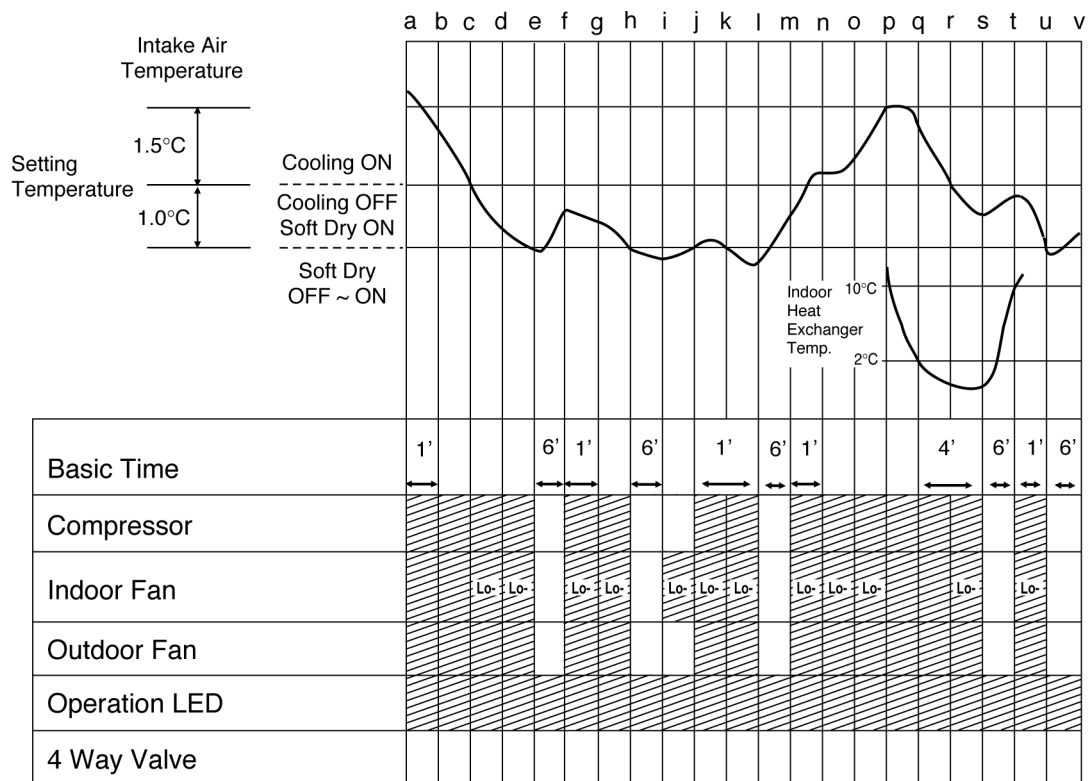 a b c d e f g h i j k l m n o p q r s t u v
Intake Air
Temperature
1.5°C
Setting
Temperature
1.0°C
Cooling ON
Cooling OFF
Soft Dry ON
Soft Dry
OFF ~ ON
Indoor
Heat
Exchanger
Temp.
10°C
2°C
Basic Time 1’ 6’ 1’ 6’ 1’ 6’ 1’ 4’ 6’ 1’ 6’
Compressor
Indoor Fan Lo- Lo- Lo- Lo- Lo- Lo- Lo- Lo- Lo- Lo- Lo- Lo-
Outdoor Fan
Operation LED
4 Way Valve